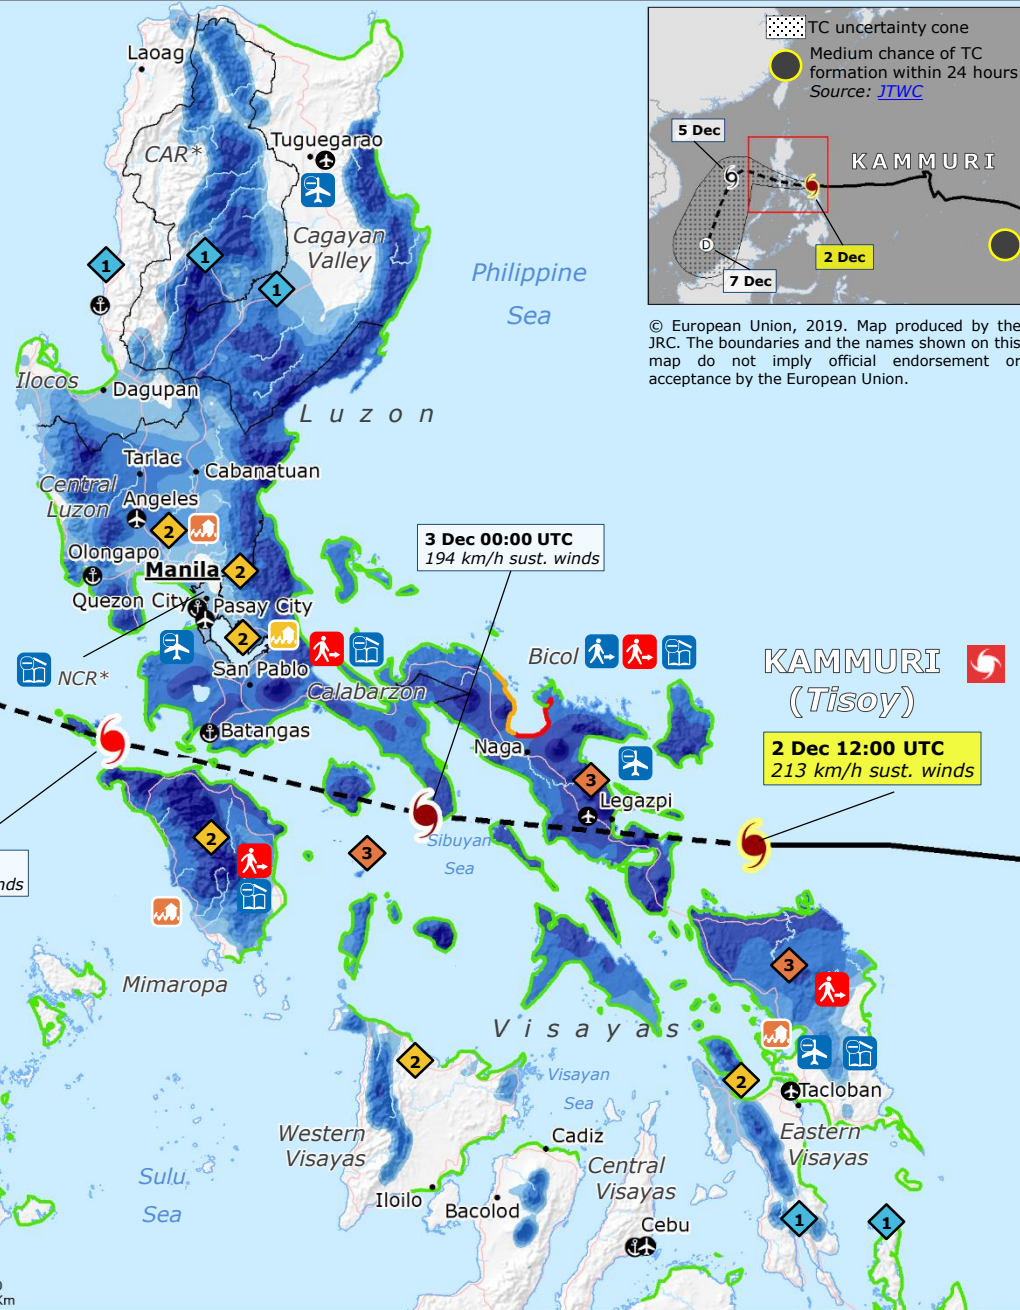 Laoag
Tuguegarao
CAR*
Cagayan
Valley
1
1
1
Philippine
Sea
TC uncertainty cone
Medium chance of TC
formation within 24 hours
Source: JTWC
5 Dec
KAMMURI
2 Dec
D
7 Dec
© European Union, 2019. Map produced by the
JRC. The boundaries and the names shown on this
map do not imply official endorsement or
acceptance by the European Union.
Ilocos
Dagupan
Luzon
Tarlac
Cabanatuan
Central
Luzon
Angeles
2
Olongapo
Manila
2
Quezon City
Pasay City
2
San Pablo
NCR*
Calabarzon
Batangas
3 Dec 00:00 UTC
194 km/h sust. winds
Bicol
KAMMURI
(Tisoy)
2 Dec 12:00 UTC
213 km/h sust. winds
Naga
3
Legazpi
Sibuyan
Sea
2
3
nds
Mimaropa
3
Visayas
2
2
Visayan
Sea
Tacloban
Western
Visayas
Cadiz
Eastern
Visayas
Central
Visayas
Sulu
Sea
Iloilo
Bacolod
Cebu
1
1
Km